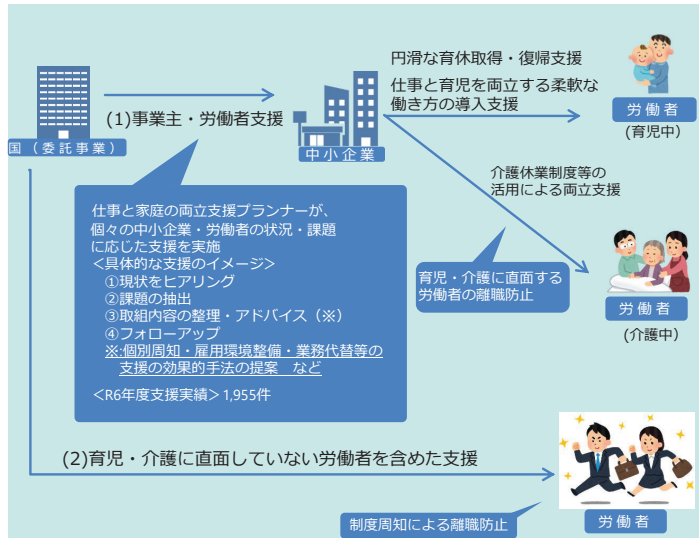 円滑な育休取得・復帰支援
仕事と育児を両立する柔軟な
働き方の導入支援
(1)事業主・労働者支援
国（委託事業）
中小企業
労働者
(育児中)
介護休業制度等の
活用による両立支援
仕事と家庭の両立支援プランナーが、
個々の中小企業・労働者の状況・課題
に応じた支援を実施
＜具体的な支援のイメージ＞
①現状をヒアリング
②課題の抽出
③取組内容の整理・アドバイス（※）
④フォローアップ
※:個別周知・雇用環境整備・業務代替等の
支援の効果的手法の提案　など
＜R6年度支援実績＞1,955件
育児・介護に直面する
労働者の離職防止
労働者
(介護中)
(2)育児・介護に直面していない労働者を含めた支援
制度周知による離職防止
労働者